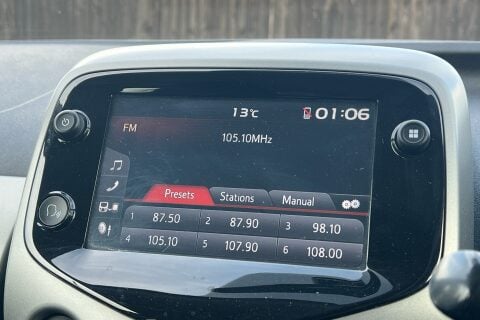 13°C 01:06
FM
105.10MHz
Presets Stations Manual
1 87.50 2 87.90 3 98.10
4 105.10 5 107.90 6 108.00